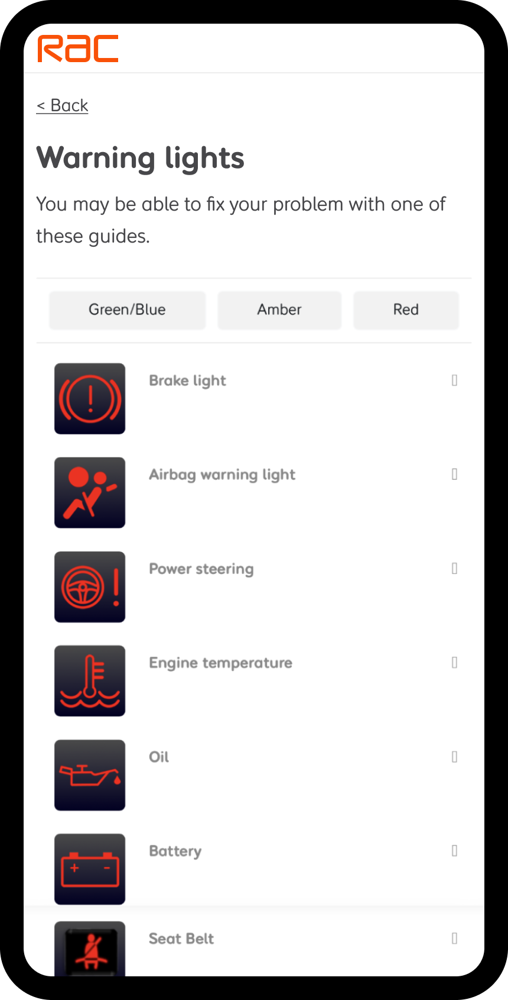 RAC
< Back
Warning lights
You may be able to fix your problem with one of
these guides.
Green/Blue Amber Red
Brake light
Airbag warning light
Power steering
Engine temperature
Oil
Battery
Seat Belt